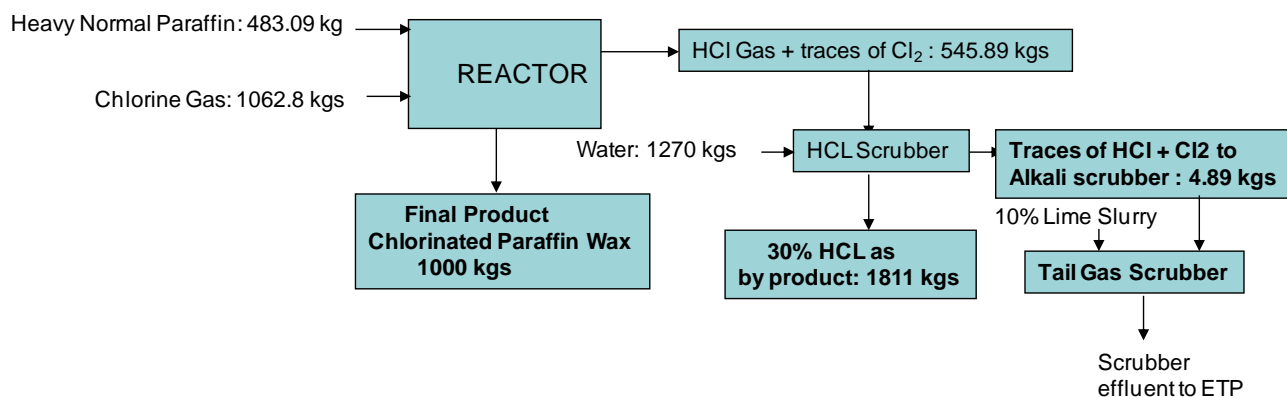 Heavy Normal Paraffin: 483.09 kg
Chlorine Gas: 1062.8 kgs
REACTOR
HCl Gas + traces of Cl₂ : 545.89 kgs
Water: 1270 kgs
HCL Scrubber
Traces of HCl + Cl2 to
Alkali scrubber : 4.89 kgs
Final Product
Chlorinated Paraffin Wax
1000 kgs
30% HCL as
by product: 1811 kgs
10% Lime Slurry
Tail Gas Scrubber
Scrubber
effluent to ETP